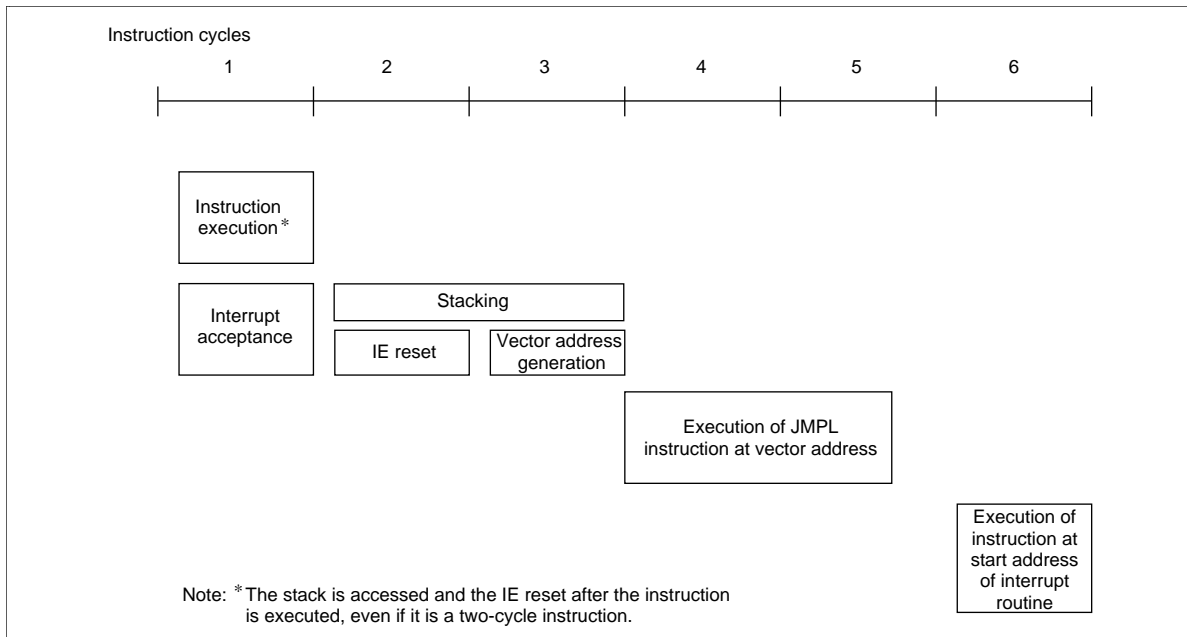 Instruction cycles
1 2 3 4 5 6
Instruction
execution*
Interrupt
acceptance
Stacking
IE reset
Vector address
generation
Execution of JMPL
instruction at vector address
Execution of
instruction at
start address
of interrupt
routine
Note: * The stack is accessed and the IE reset after the instruction
is executed, even if it is a two-cycle instruction.